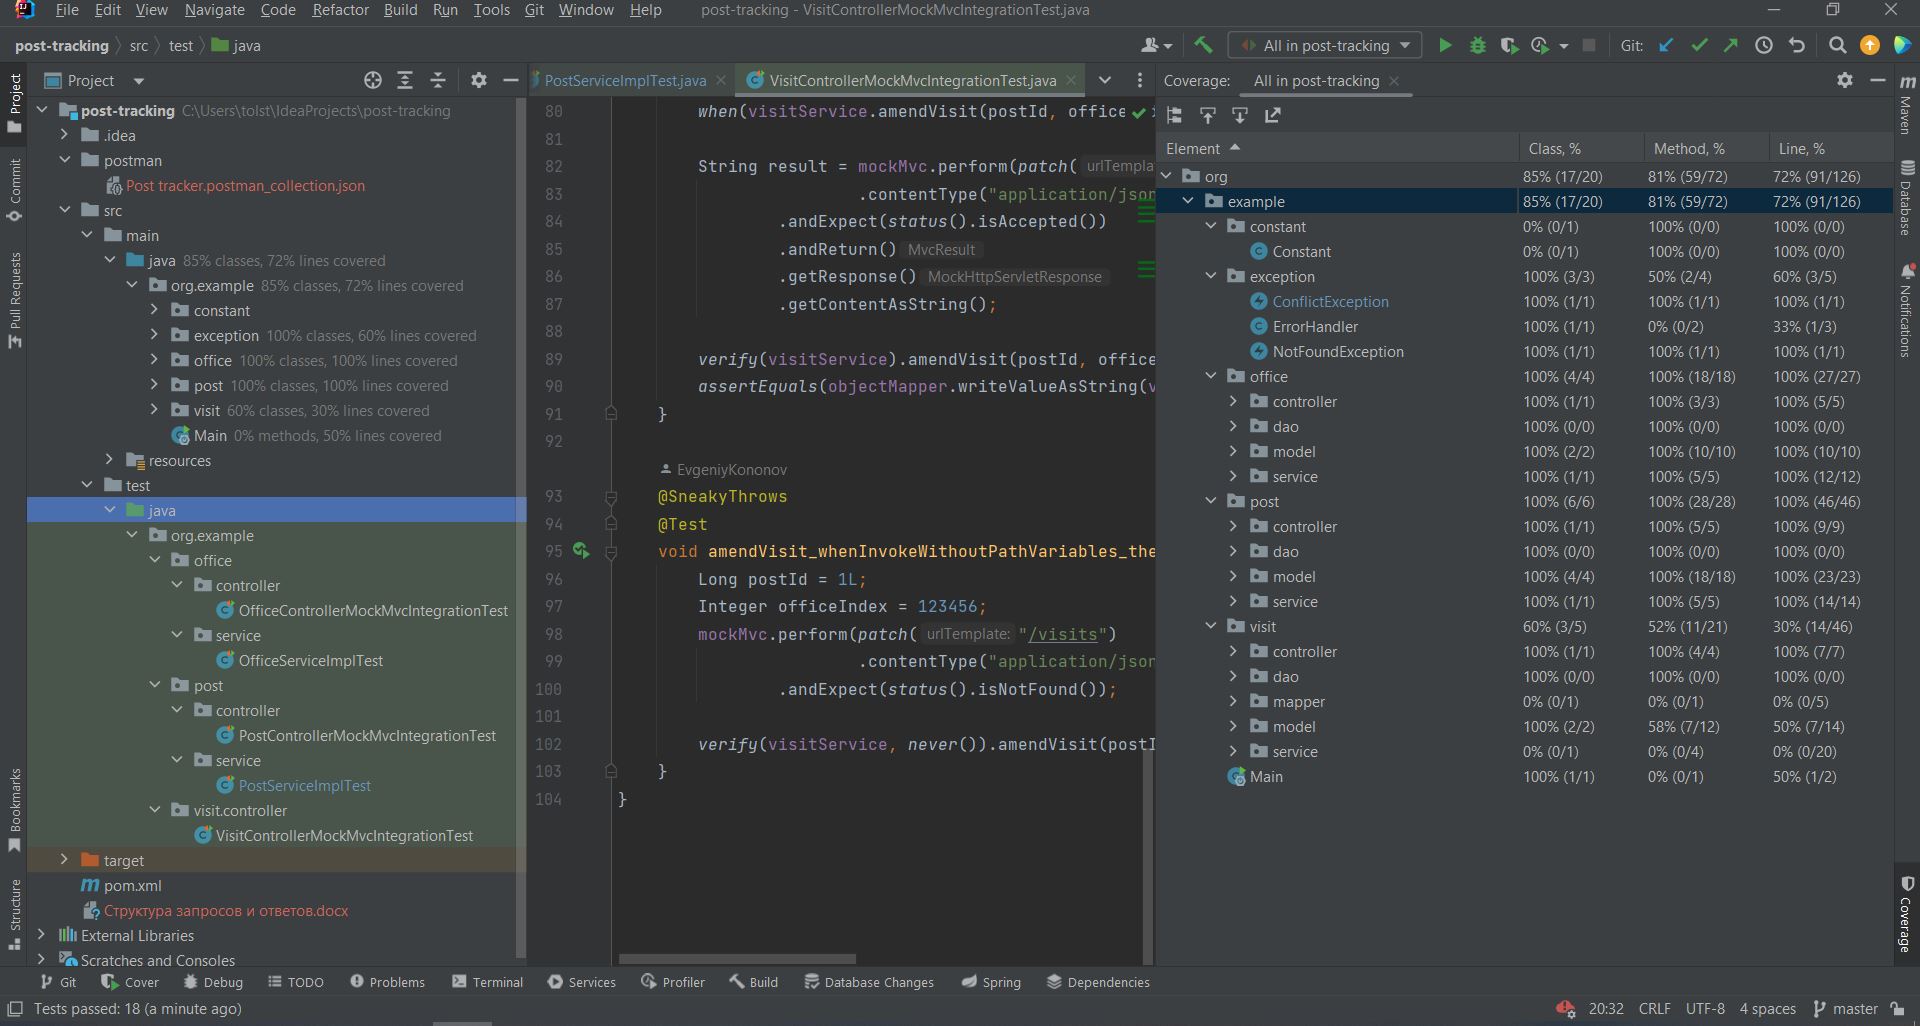 File Edit View Navigate Code Refactor Build Run Tools Git Window Help post-tracking - VisitControllerMockMvcIntegrationTest.java
post-tracking src test java All in post-tracking Git:
Project
PostServiceImplTest.java VisitControllerMockMvcIntegrationTest.java
Coverage: All in post-tracking
Project
Commit
Pull Requests
Bookmarks
Structure
post-tracking C:\Users\tolst\IdeaProjects\post-tracking
.idea
postman
Post tracker.postman_collection.json
src
main
java 85% classes, 72% lines covered
org.example 85% classes, 72% lines covered
constant
exception 100% classes, 60% lines covered
office 100% classes, 100% lines covered
post 100% classes, 100% lines covered
visit 60% classes, 30% lines covered
Main 0% methods, 50% lines covered
resources
test
java
org.example
office
controller
OfficeControllerMockMvcIntegrationTest
service
OfficeServiceImplTest
post
controller
PostControllerMockMvcIntegrationTest
service
PostServiceImplTest
visit.controller
VisitControllerMockMvcIntegrationTest
target
pom.xml
Структура запросов и ответов.docx
External Libraries
Scratches and Consoles
80 when(visitService.amendVisit(postId, office
81
82 String result = mockMvc.perform(patch( urlTempla
83 .contentType("application/json
84 .andExpect(status().isAccepted())
85 .andReturn() MvcResult
86 .getResponse() MockHttpServletResponse
87 .getContentAsString();
88
89 verify(visitService).amendVisit(postId, office
90 assertEquals(objectMapper.writeValueAsString(v
91 }
92
EvgeniyKononov
93 @SneakyThrows
94 @Test
95 void amendVisit_whenInvokeWithoutPathVariables_the
96 Long postId = 1L;
97 Integer officeIndex = 123456;
98 mockMvc.perform(patch( urlTemplate: "/visits")
99 .contentType("application/json
100 .andExpect(status().isNotFound());
101
102 verify(visitService, never()).amendVisit(postI
103 }
104 }
Element Class, % Method, % Line, %
org 85% (17/20) 81% (59/72) 72% (91/126)
example 85% (17/20) 81% (59/72) 72% (91/126)
constant 0% (0/1) 100% (0/0) 100% (0/0)
Constant 0% (0/1) 100% (0/0) 100% (0/0)
exception 100% (3/3) 50% (2/4) 60% (3/5)
ConflictException 100% (1/1) 100% (1/1) 100% (1/1)
ErrorHandler 100% (1/1) 0% (0/2) 33% (1/3)
NotFoundException 100% (1/1) 100% (1/1) 100% (1/1)
office 100% (4/4) 100% (18/18) 100% (27/27)
controller 100% (1/1) 100% (3/3) 100% (5/5)
dao 100% (0/0) 100% (0/0) 100% (0/0)
model 100% (2/2) 100% (10/10) 100% (10/10)
service 100% (1/1) 100% (5/5) 100% (12/12)
post 100% (6/6) 100% (28/28) 100% (46/46)
controller 100% (1/1) 100% (5/5) 100% (9/9)
dao 100% (0/0) 100% (0/0) 100% (0/0)
model 100% (4/4) 100% (18/18) 100% (23/23)
service 100% (1/1) 100% (5/5) 100% (14/14)
visit 60% (3/5) 52% (11/21) 30% (14/46)
controller 100% (1/1) 100% (4/4) 100% (7/7)
dao 100% (0/0) 100% (0/0) 100% (0/0)
mapper 0% (0/1) 0% (0/1) 0% (0/5)
model 100% (2/2) 58% (7/12) 50% (7/14)
service 0% (0/1) 0% (0/4) 0% (0/20)
Main 100% (1/1) 0% (0/1) 50% (1/2)
Maven
Database
Notifications
Coverage
Git Cover Debug TODO Problems Terminal Services Profiler Build Database Changes Spring Dependencies
Tests passed: 18 (a minute ago) 20:32 CRLF UTF-8 4 spaces master